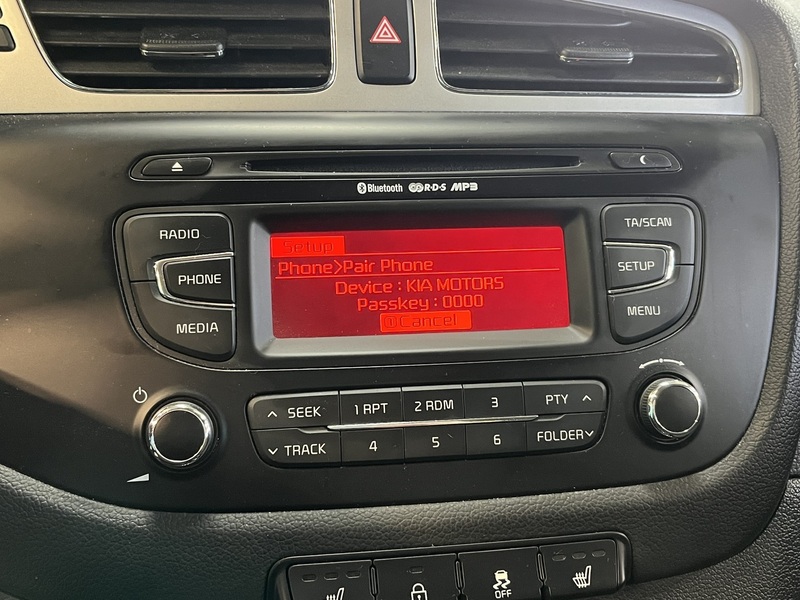 Bluetooth R·D·S MP3
RADIO
PHONE
MEDIA
Setup
Phone>Pair Phone
Device : KIA MOTORS
Passkey : 0000
Cancel
TA/SCAN
SETUP
MENU
SEEK
1 RPT
2 RDM
3
PTY
TRACK
4
5
6
FOLDER
OFF